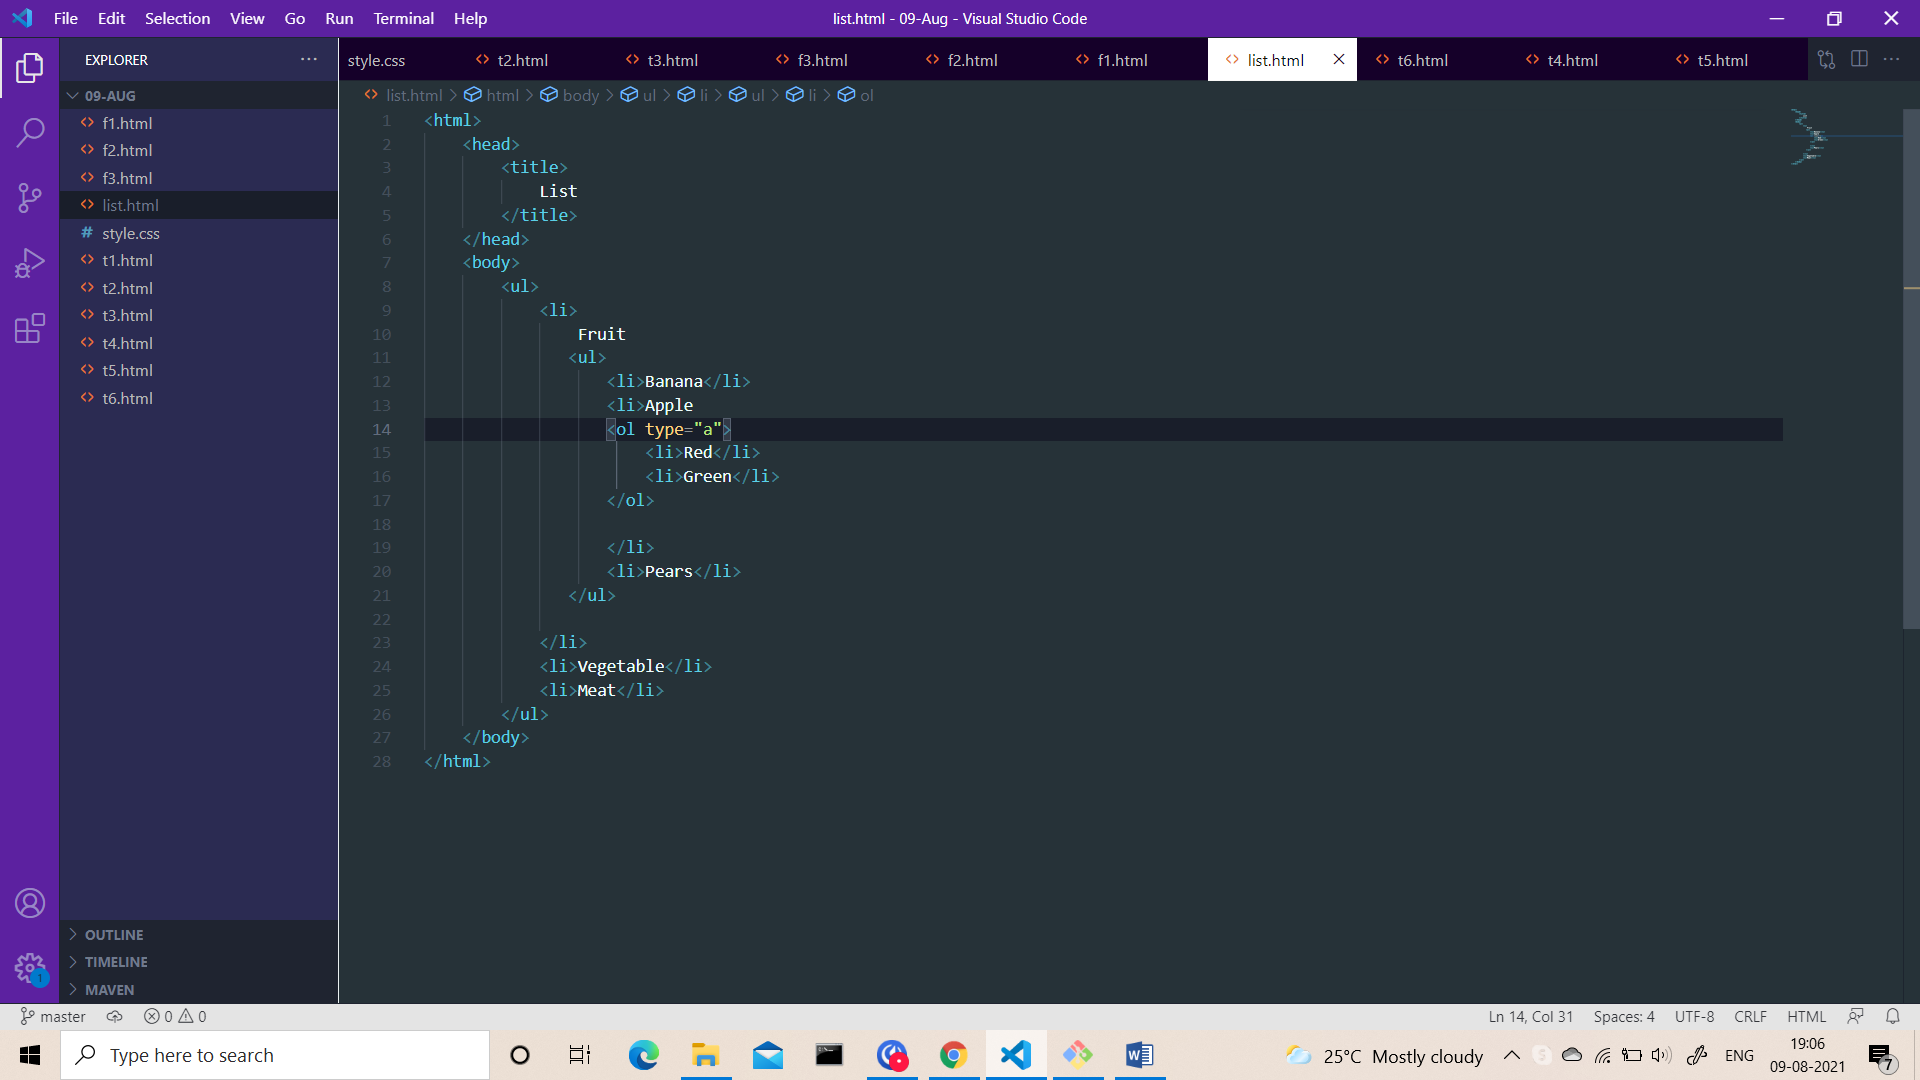 File Edit Selection View Go Run Terminal Help
list.html - 09-Aug - Visual Studio Code
EXPLORER
09-AUG
f1.html
f2.html
f3.html
list.html
style.css
t1.html
t2.html
t3.html
t4.html
t5.html
t6.html
OUTLINE
TIMELINE
MAVEN
style.css t2.html t3.html f3.html f2.html f1.html list.html t6.html t4.html t5.html
list.html > html > body > ul > li > ul > li > ol
1 <html>
2 <head>
3 <title>
4 List
5 </title>
6 </head>
7 <body>
8 <ul>
9 <li>
10 Fruit
11 <ul>
12 <li>Banana</li>
13 <li>Apple
14 <ol type="a">
15 <li>Red</li>
16 <li>Green</li>
17 </ol>
18
19 </li>
20 <li>Pears</li>
21 </ul>
22
23 </li>
24 <li>Vegetable</li>
25 <li>Meat</li>
26 </ul>
27 </body>
28 </html>
1
master 0 0
Ln 14, Col 31 Spaces: 4 UTF-8 CRLF HTML
Type here to search
25°C Mostly cloudy
ENG
19:06
09-08-2021
7